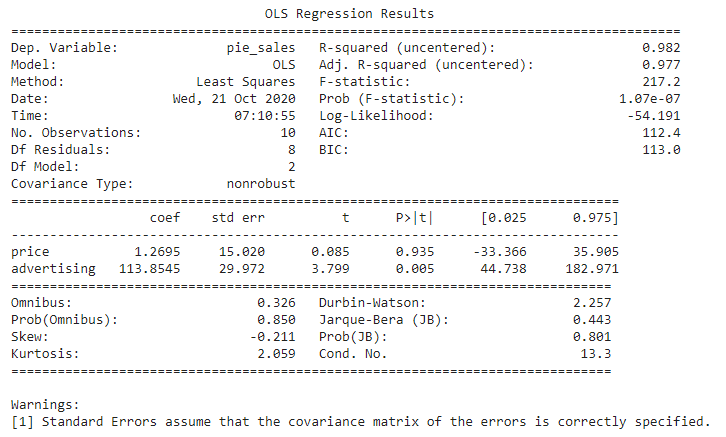 OLS Regression Results
==============================================================================
Dep. Variable: pie_sales R-squared (uncentered): 0.982
Model: OLS Adj. R-squared (uncentered): 0.977
Method: Least Squares F-statistic: 217.2
Date: Wed, 21 Oct 2020 Prob (F-statistic): 1.07e-07
Time: 07:10:55 Log-Likelihood: -54.191
No. Observations: 10 AIC: 112.4
Df Residuals: 8 BIC: 113.0
Df Model: 2
Covariance Type: nonrobust
==============================================================================
coef std err t P>|t| [0.025 0.975]
------------------------------------------------------------------------------
price 1.2695 15.020 0.085 0.935 -33.366 35.905
advertising 113.8545 29.972 3.799 0.005 44.738 182.971
==============================================================================
Omnibus: 0.326 Durbin-Watson: 2.257
Prob(Omnibus): 0.850 Jarque-Bera (JB): 0.443
Skew: -0.211 Prob(JB): 0.801
Kurtosis: 2.059 Cond. No. 13.3
==============================================================================
Warnings:
[1] Standard Errors assume that the covariance matrix of the errors is correctly specified.